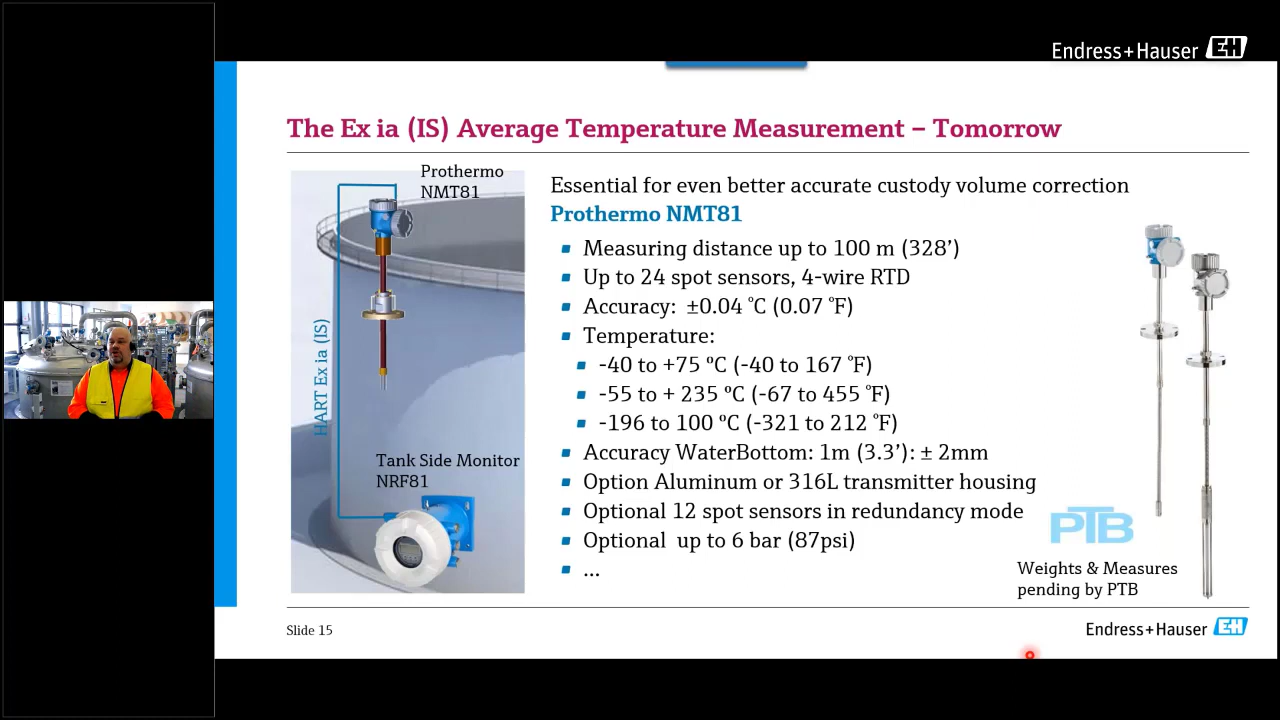 Endress+Hauser EH
The Ex ia (IS) Average Temperature Measurement – Tomorrow
Prothermo
NMT81
HART Ex ia (IS)
Tank Side Monitor
NRF81
Essential for even better accurate custody volume correction
Prothermo NMT81
Measuring distance up to 100 m (328’)
Up to 24 spot sensors, 4-wire RTD
Accuracy: ±0.04 °C (0.07 °F)
Temperature:
-40 to +75 °C (-40 to 167 °F)
-55 to + 235 °C (-67 to 455 °F)
-196 to 100 °C (-321 to 212 °F)
Accuracy WaterBottom: 1m (3.3’): ± 2mm
Option Aluminum or 316L transmitter housing
Optional 12 spot sensors in redundancy mode
Optional up to 6 bar (87psi)
...
PTB
Weights & Measures
pending by PTB
Slide 15
Endress+Hauser EH